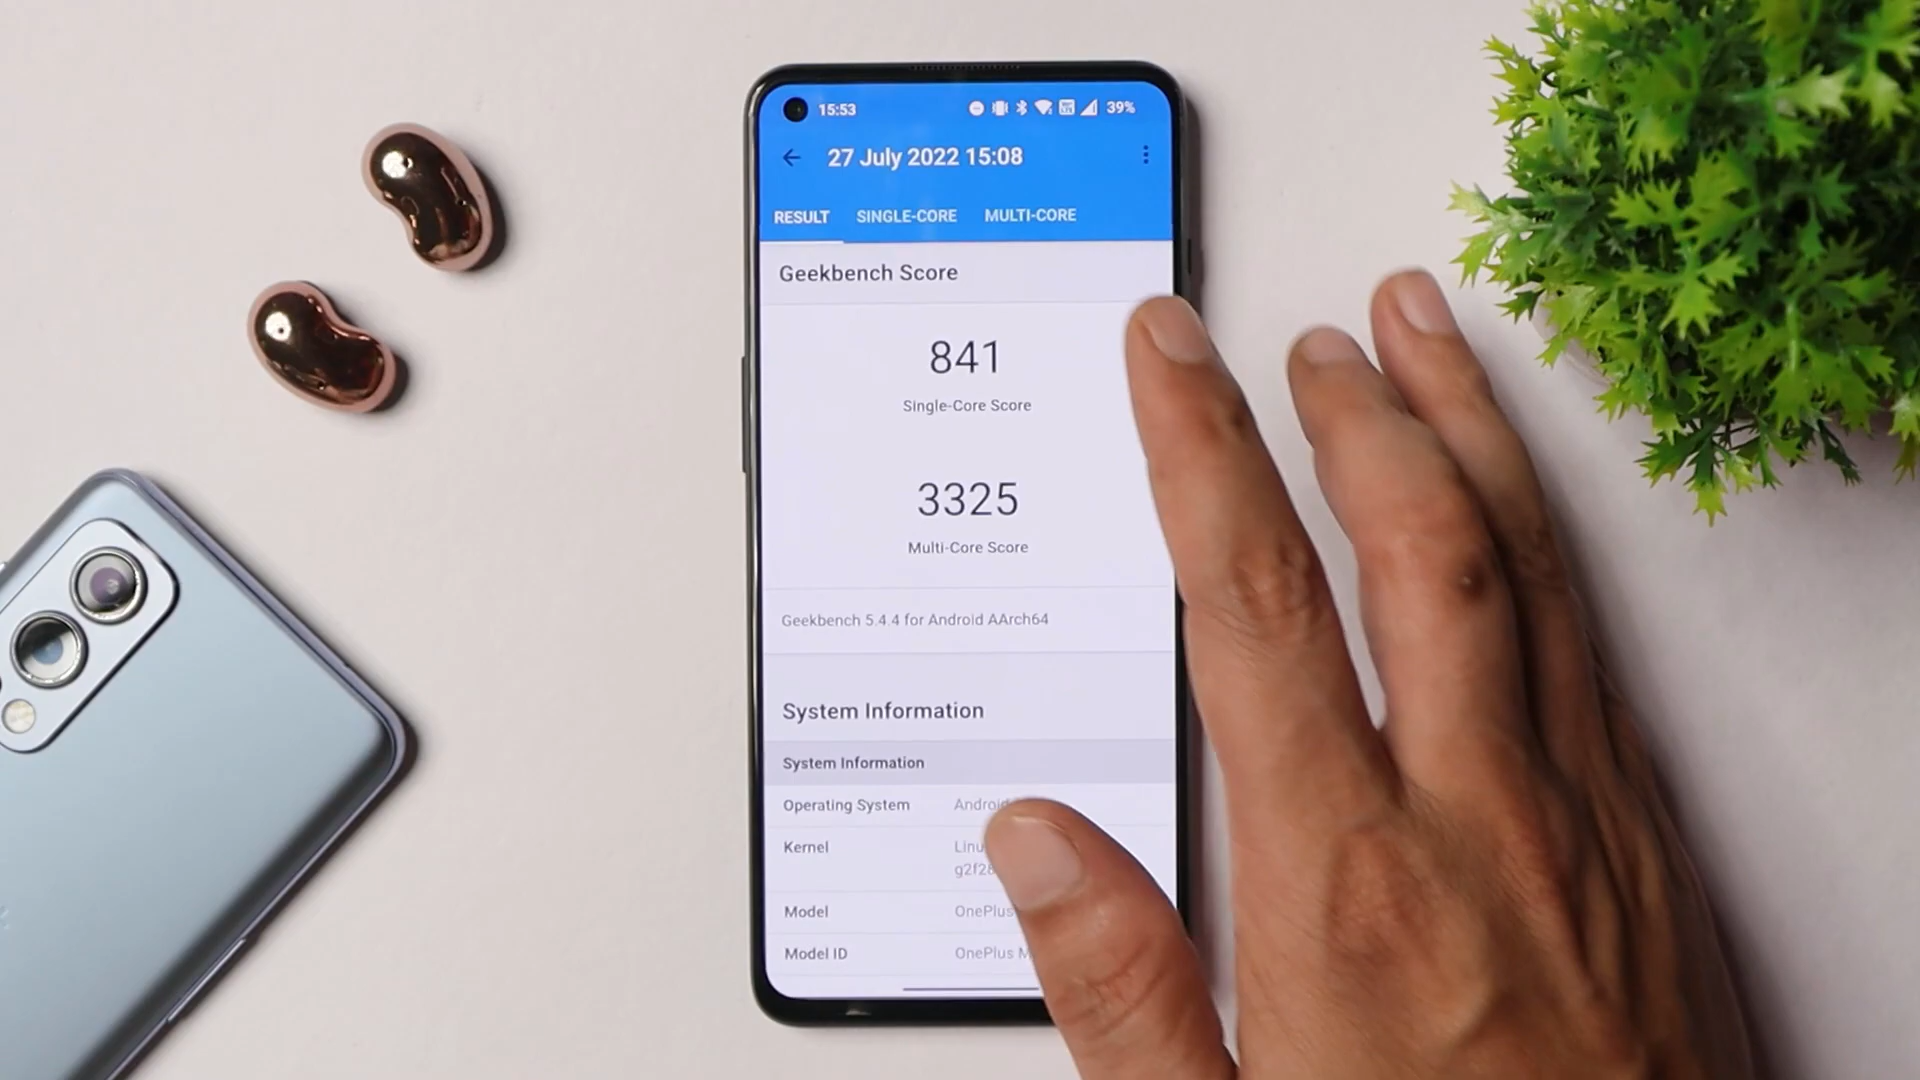 15:53 39%
27 July 2022 15:08
RESULT SINGLE-CORE MULTI-CORE
Geekbench Score
841
Single-Core Score
3325
Multi-Core Score
Geekbench 5.4.4 for Android AArch64
System Information
System Information
Operating System Android
Kernel
Model OnePlus
Model ID OnePlus